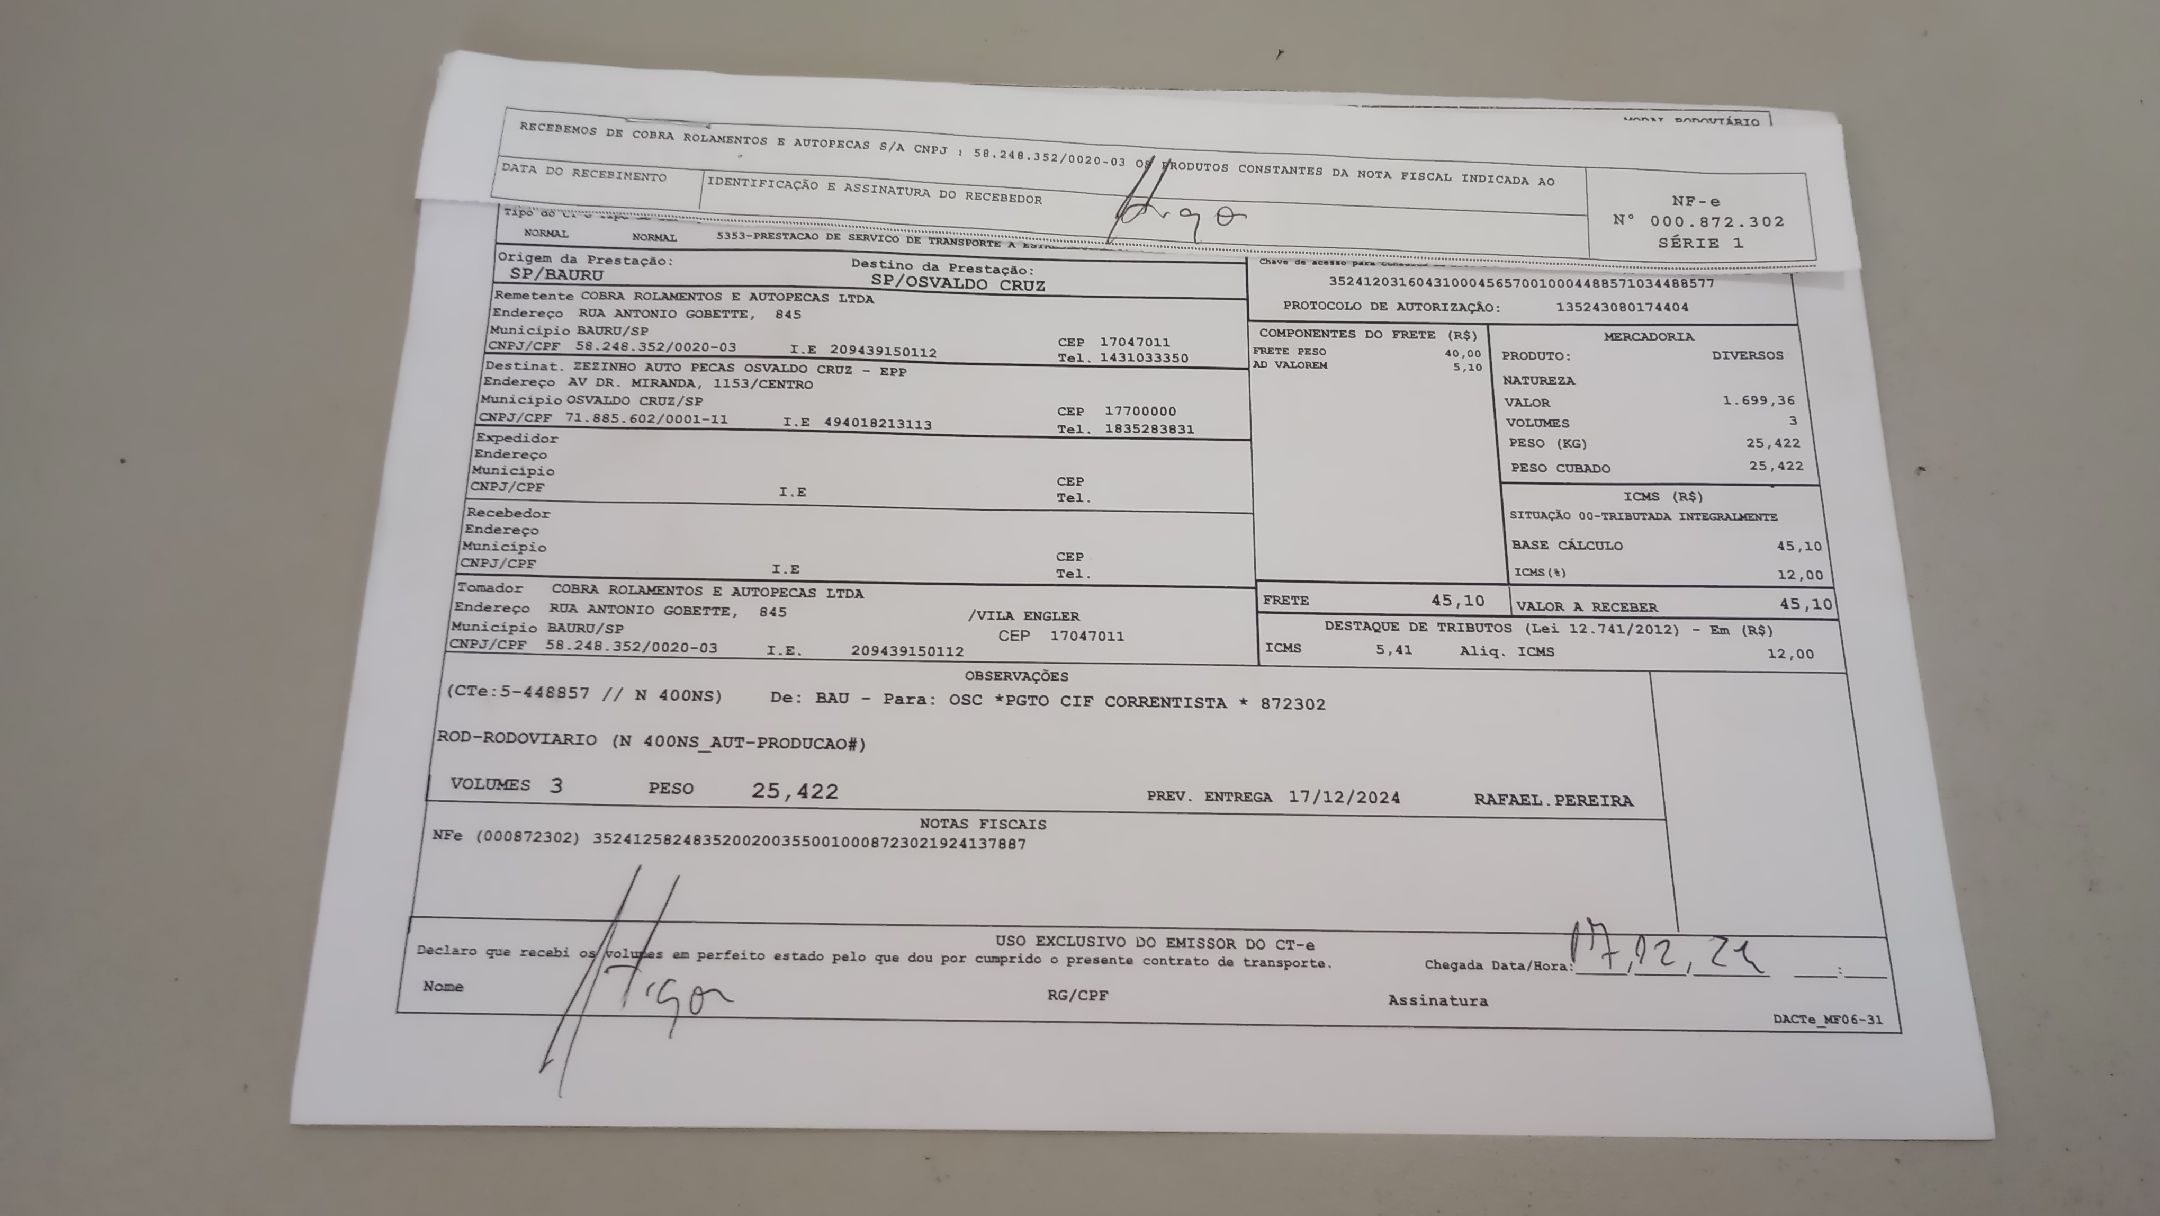 MODAL RODOVIÁRIO
RECEBEMOS DE COBRA ROLAMENTOS E AUTOPECAS S/A CNPJ : 58.248.352/0020-03 OS PRODUTOS CONSTANTES DA NOTA FISCAL INDICADA AO
DATA DO RECEBIMENTO
IDENTIFICAÇÃO E ASSINATURA DO RECEBEDOR
NF-e
Nº 000.872.302
SÉRIE 1
NORMAL NORMAL 5353-PRESTACAO DE SERVICO DE TRANSPORTE A
Origem da Prestação:
SP/BAURU
Destino da Prestação:
SP/OSVALDO CRUZ
Chave de acesso para
35241203160431000456570010004488571034488577
PROTOCOLO DE AUTORIZAÇÃO: 135243080174404
Remetente COBRA ROLAMENTOS E AUTOPECAS LTDA
Endereço RUA ANTONIO GOBETTE, 845
Município BAURU/SP CEP 17047011
CNPJ/CPF 58.248.352/0020-03 I.E 209439150112 Tel. 1431033350
Destinat. ZEZINHO AUTO PECAS OSVALDO CRUZ - EPP
Endereço AV DR. MIRANDA, 1153/CENTRO
Município OSVALDO CRUZ/SP CEP 17700000
CNPJ/CPF 71.885.602/0001-11 I.E 494018213113 Tel. 1835283831
Expedidor
Endereço
Município CEP
CNPJ/CPF I.E Tel.
Recebedor
Endereço
Município CEP
CNPJ/CPF I.E Tel.
Tomador COBRA ROLAMENTOS E AUTOPECAS LTDA
Endereço RUA ANTONIO GOBETTE, 845 /VILA ENGLER
Município BAURU/SP CEP 17047011
CNPJ/CPF 58.248.352/0020-03 I.E. 209439150112
COMPONENTES DO FRETE (R$)
FRETE PESO 40,00
AD VALOREM 5,10
MERCADORIA
PRODUTO: DIVERSOS
NATUREZA
VALOR 1.699,36
VOLUMES 3
PESO (KG) 25,422
PESO CUBADO 25,422
ICMS (R$)
SITUAÇÃO 00-TRIBUTADA INTEGRALMENTE
BASE CÁLCULO 45,10
ICMS(%) 12,00
FRETE 45,10
VALOR A RECEBER 45,10
DESTAQUE DE TRIBUTOS (Lei 12.741/2012) - Em (R$)
ICMS 5,41 Aliq. ICMS 12,00
OBSERVAÇÕES
(CTe:5-448857 // N 400NS) De: BAU - Para: OSC *PGTO CIF CORRENTISTA * 872302
ROD-RODOVIARIO (N 400NS_AUT-PRODUCAO#)
VOLUMES 3 PESO 25,422 PREV. ENTREGA 17/12/2024 RAFAEL.PEREIRA
NOTAS FISCAIS
NFe (000872302) 35241258248352002003550010008723021924137887
USO EXCLUSIVO DO EMISSOR DO CT-e
Declaro que recebi os volumes em perfeito estado pelo que dou por cumprido o presente contrato de transporte.
Chegada Data/Hora: 17,12,24 :
Nome RG/CPF Assinatura
DACTe_MF06-31